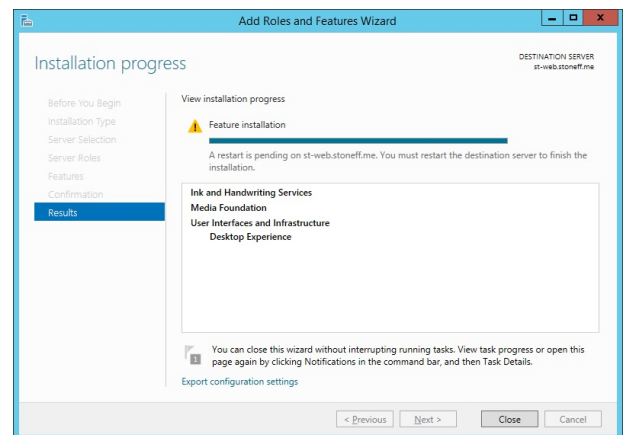 Add Roles and Features Wizard
Installation progress
DESTINATION SERVER
st-web.stoneff.me
Before You Begin
Installation Type
Server Selection
Server Roles
Features
Confirmation
Results
View installation progress
Feature installation
A restart is pending on st-web.stoneff.me. You must restart the destination server to finish the
installation.
Ink and Handwriting Services
Media Foundation
User Interfaces and Infrastructure
Desktop Experience
1
You can close this wizard without interrupting running tasks. View task progress or open this
page again by clicking Notifications in the command bar, and then Task Details.
Export configuration settings
< Previous
Next >
Close
Cancel